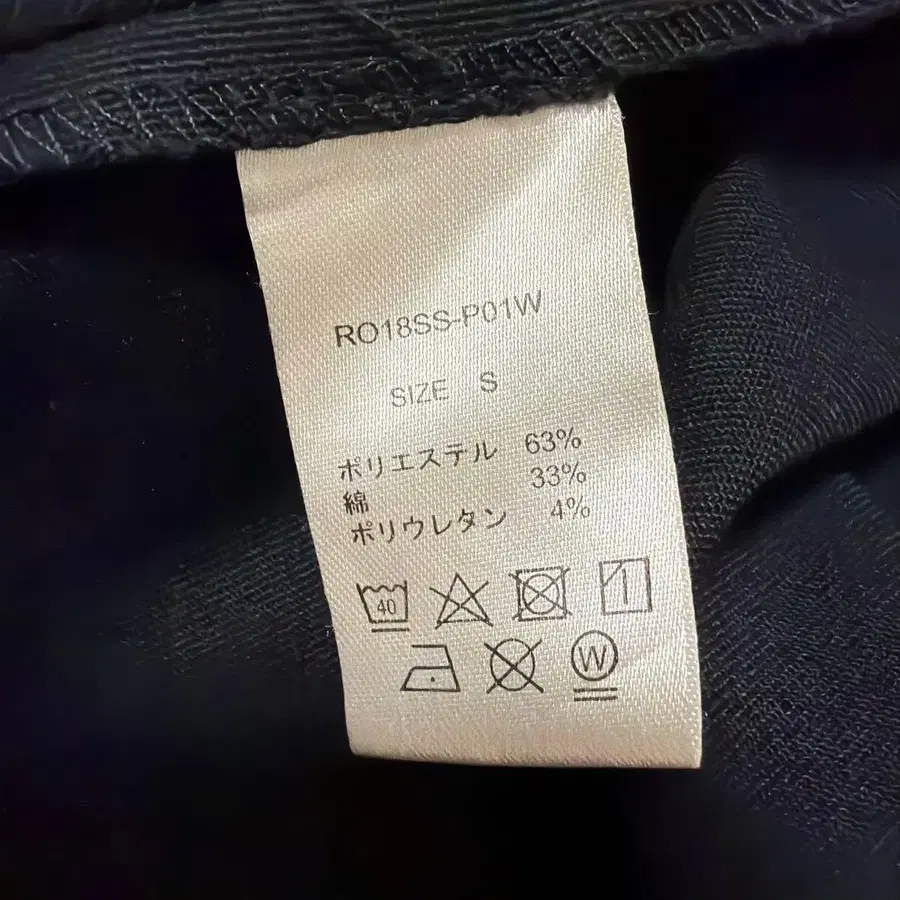 RO18SS-P01W
SIZE S
ポリエステル 63%
綿 33%
ポリウレタン 4%
40
W